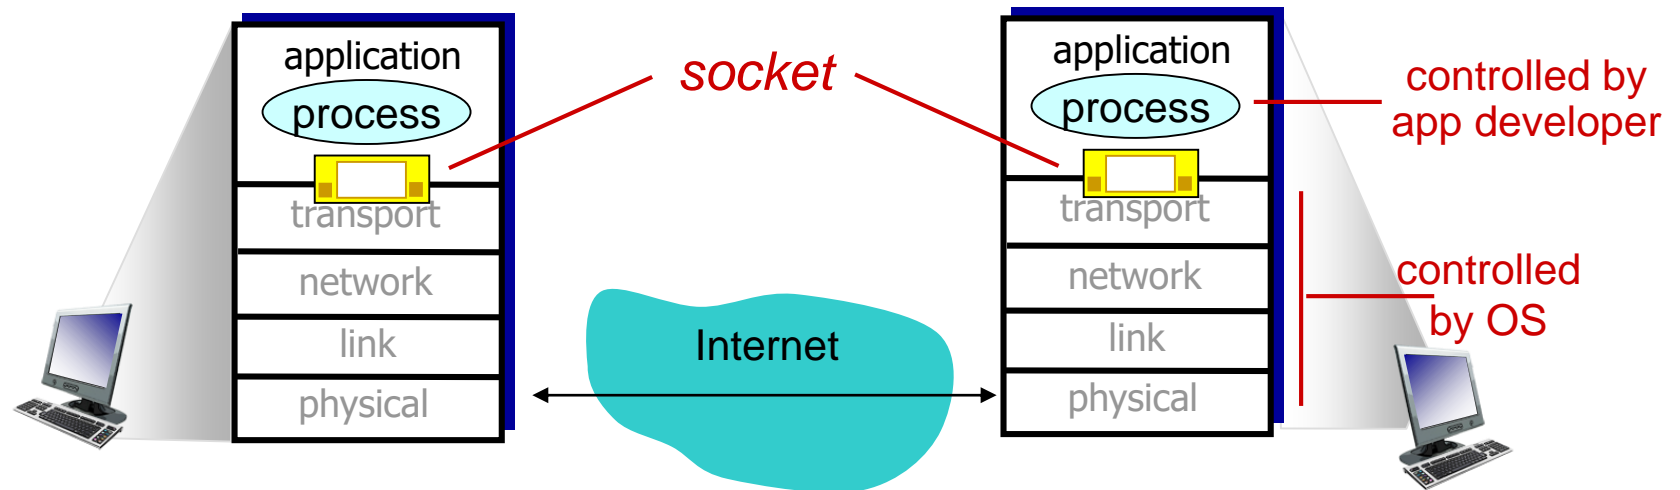 application
process
transport
network
link
physical
socket
Internet
application
process
transport
network
link
physical
controlled by
app developer
controlled
by OS